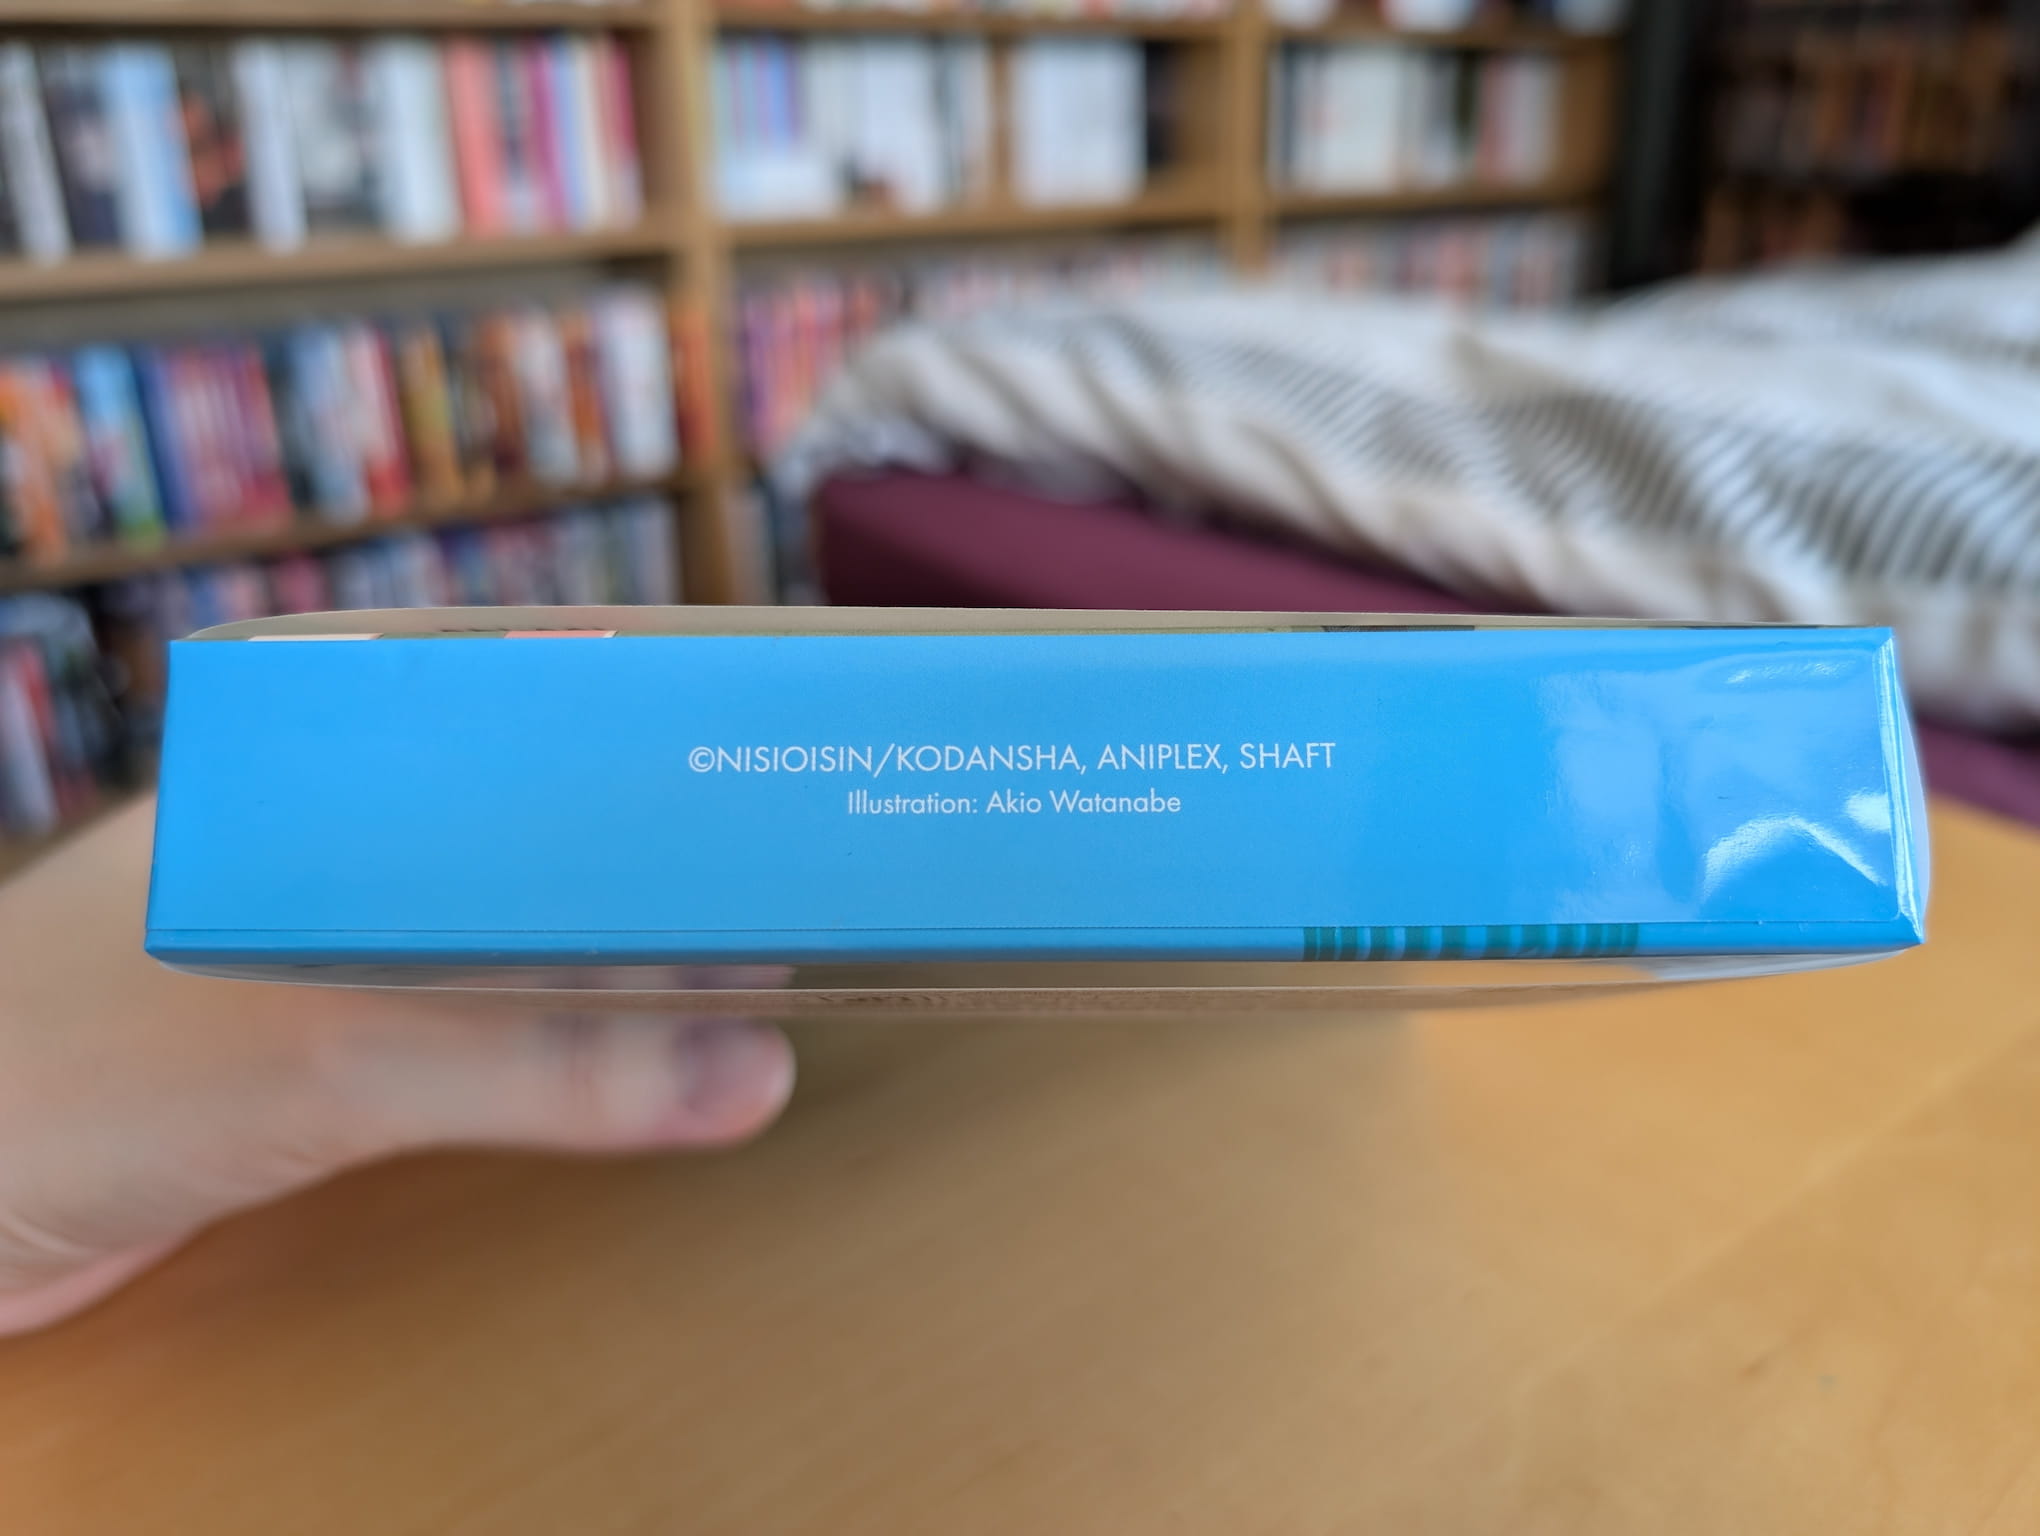 ©NISIOISIN/KODANSHA, ANIPLEX, SHAFT
Illustration: Akio Watanabe